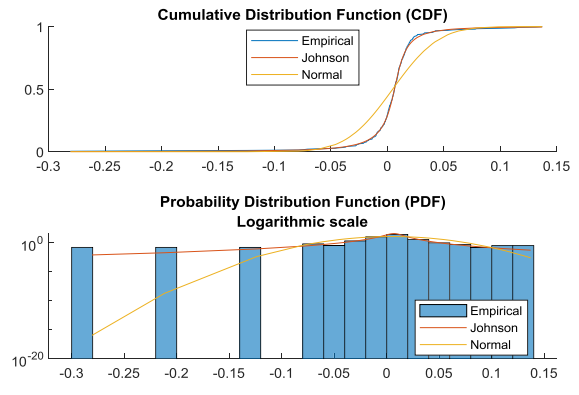 Cumulative Distribution Function (CDF)
1
0.5
0
Empirical
Johnson
Normal
-0.3 -0.25 -0.2 -0.15 -0.1 -0.05 0 0.05 0.1 0.15
Probability Distribution Function (PDF)
Logarithmic scale
10^0
10^-20
Empirical
Johnson
Normal
-0.3 -0.25 -0.2 -0.15 -0.1 -0.05 0 0.05 0.1 0.15